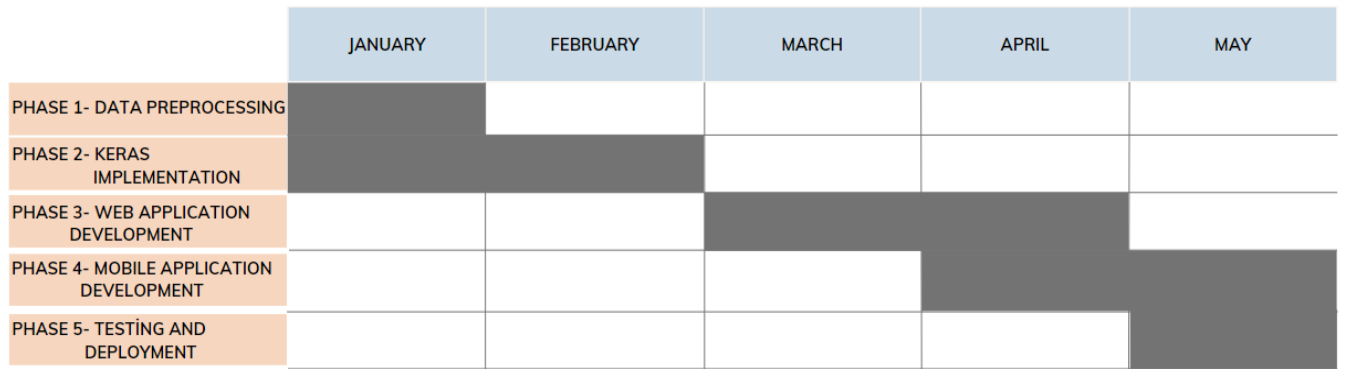 JANUARY FEBRUARY MARCH APRIL MAY
PHASE 1- DATA PREPROCESSING
PHASE 2- KERAS
IMPLEMENTATION
PHASE 3- WEB APPLICATION
DEVELOPMENT
PHASE 4- MOBILE APPLICATION
DEVELOPMENT
PHASE 5- TESTİNG AND
DEPLOYMENT